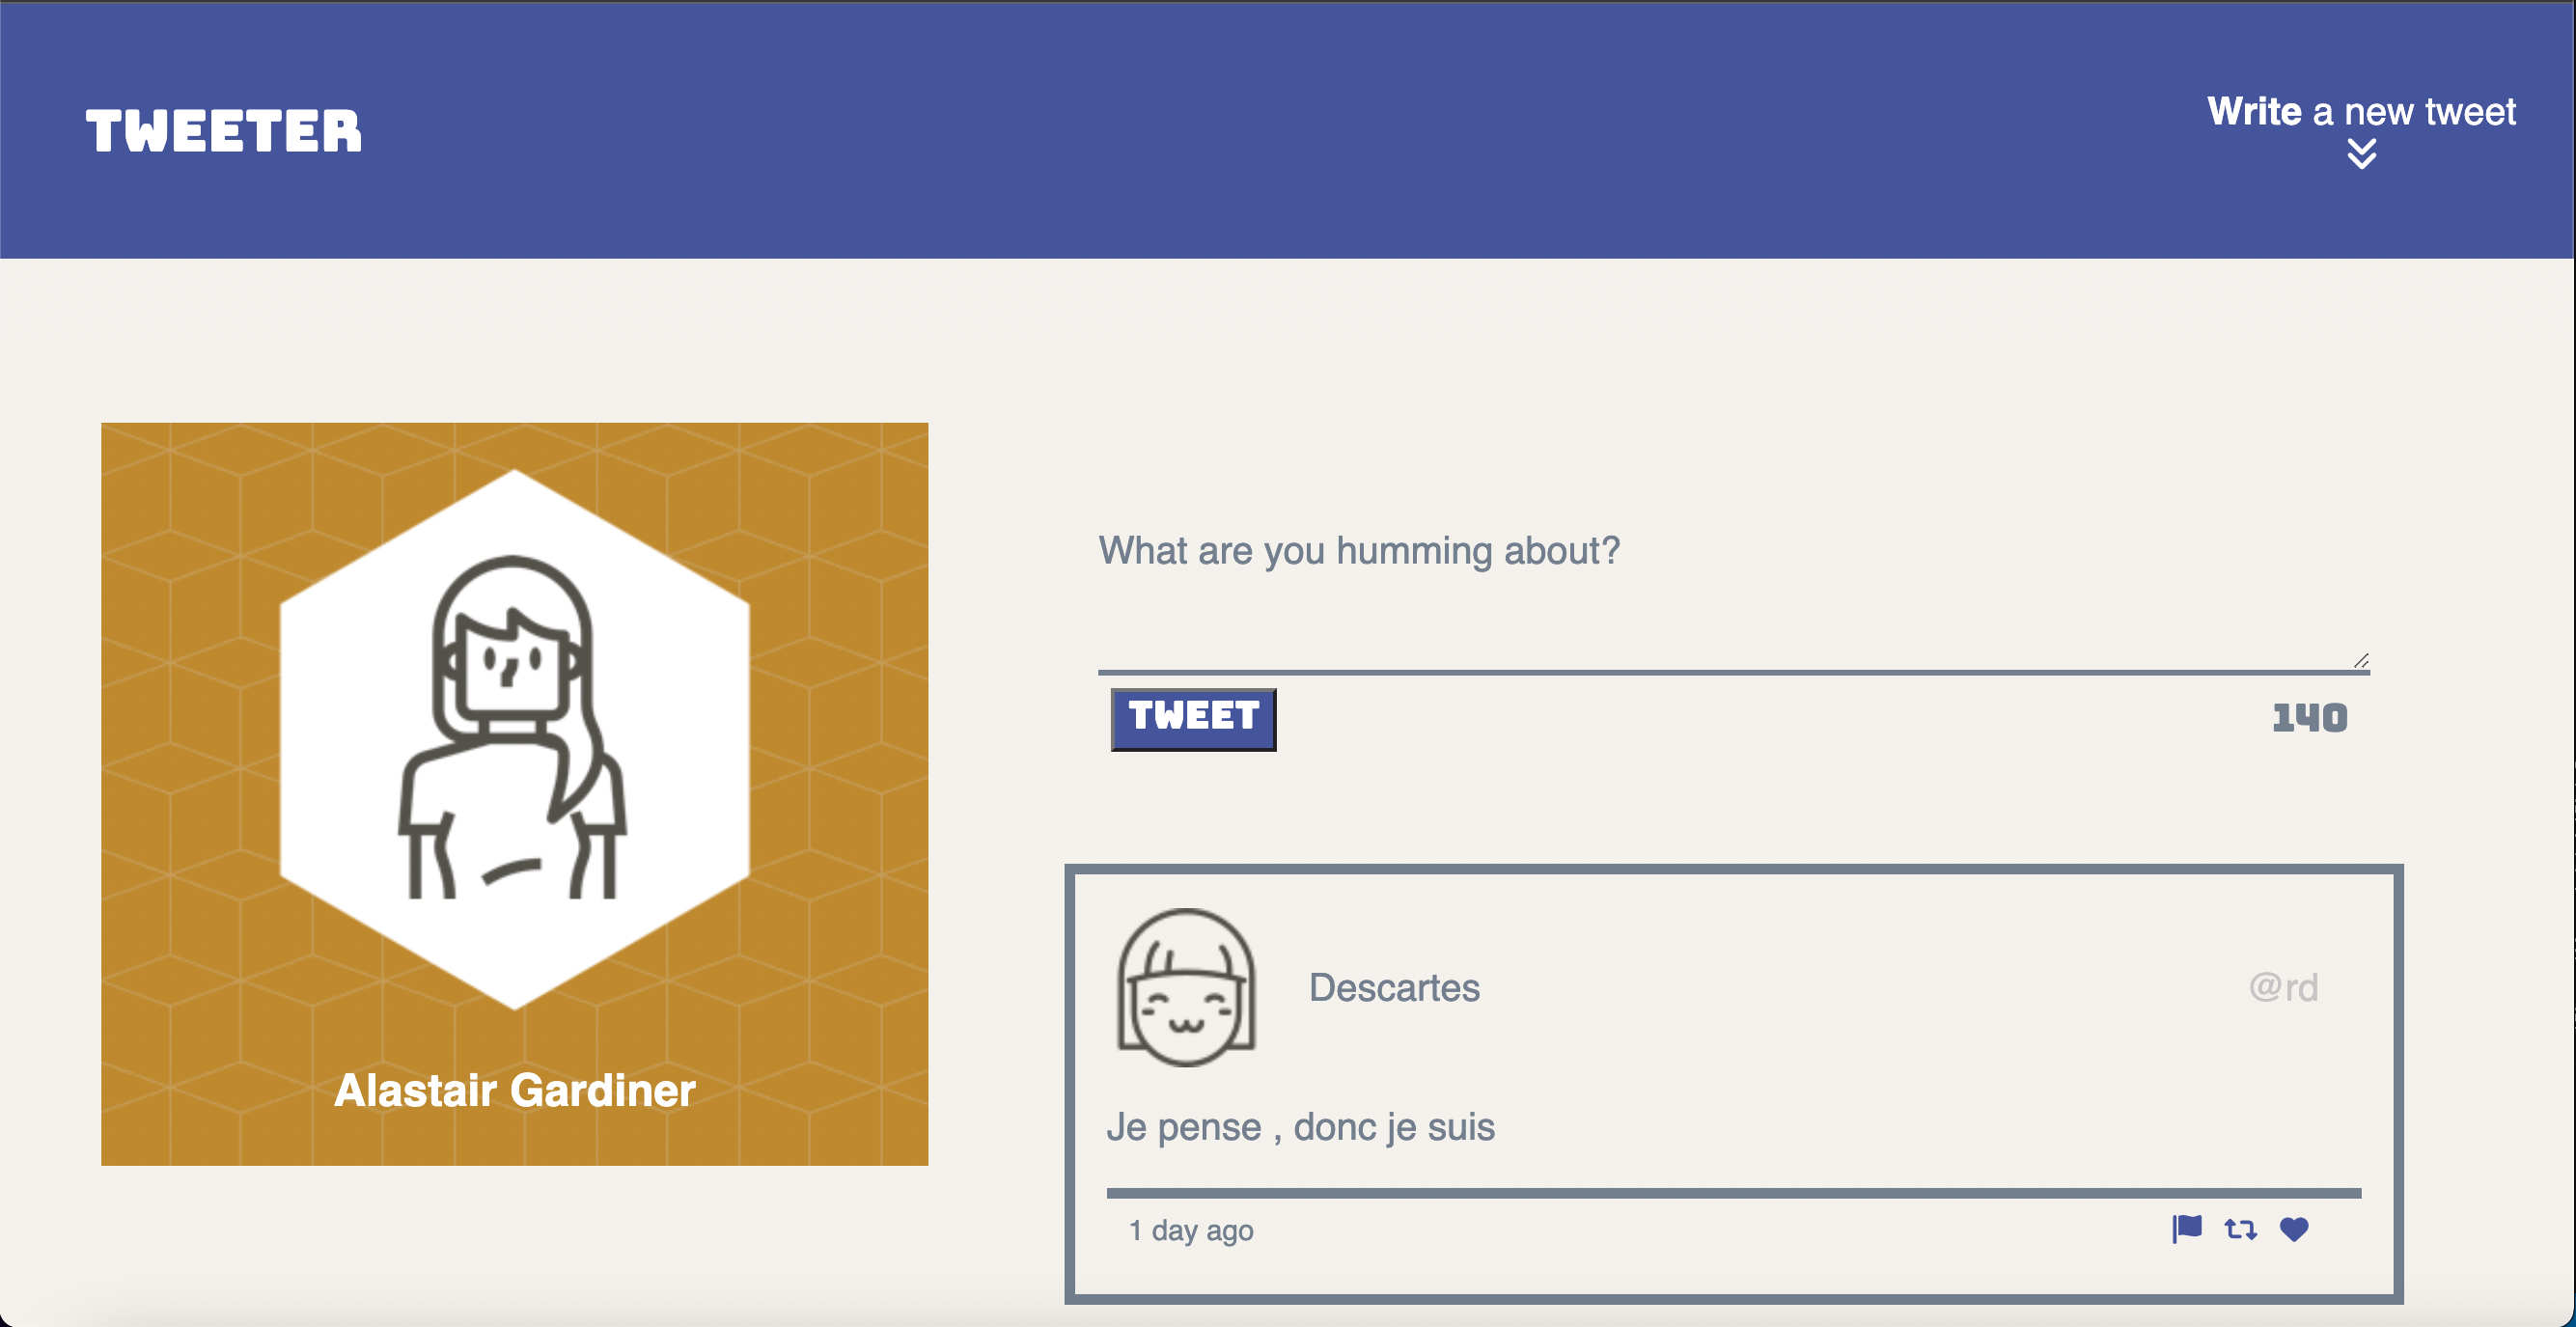 TWEETER
Write a new tweet
Alastair Gardiner
What are you humming about?
TWEET
140
Descartes
@rd
Je pense , donc je suis
1 day ago